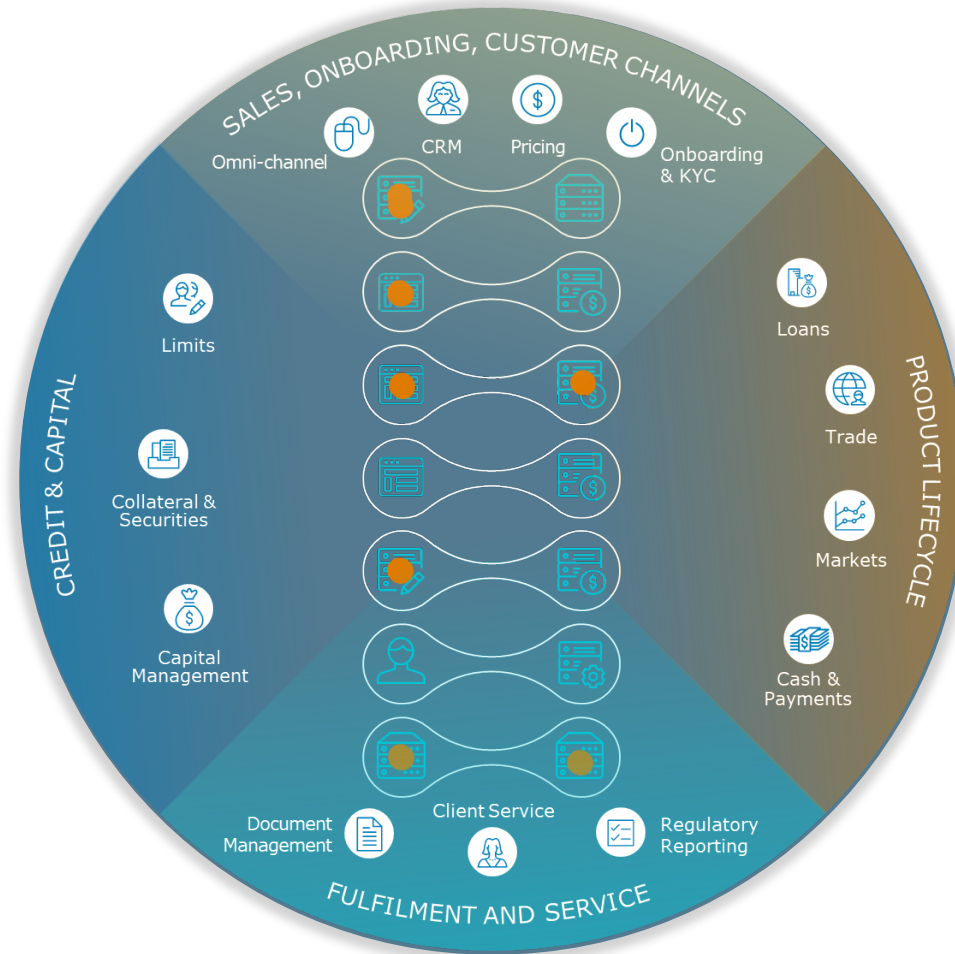 SALES, ONBOARDING, CUSTOMER CHANNELS
Omni-channel
CRM
Pricing
Onboarding
& KYC
CREDIT & CAPITAL
Limits
Collateral &
Securities
Capital
Management
PRODUCT LIFECYCLE
Loans
Trade
Markets
Cash &
Payments
Document
Management
Client Service
Regulatory
Reporting
FULFILMENT AND SERVICE